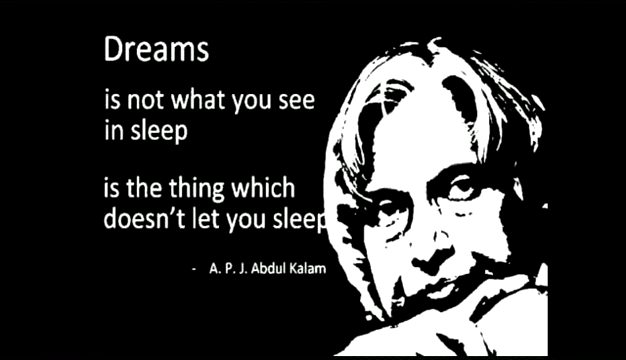 Dreams
is not what you see
in sleep
is the thing which
doesn't let you sleep
- A. P. J. Abdul Kalam